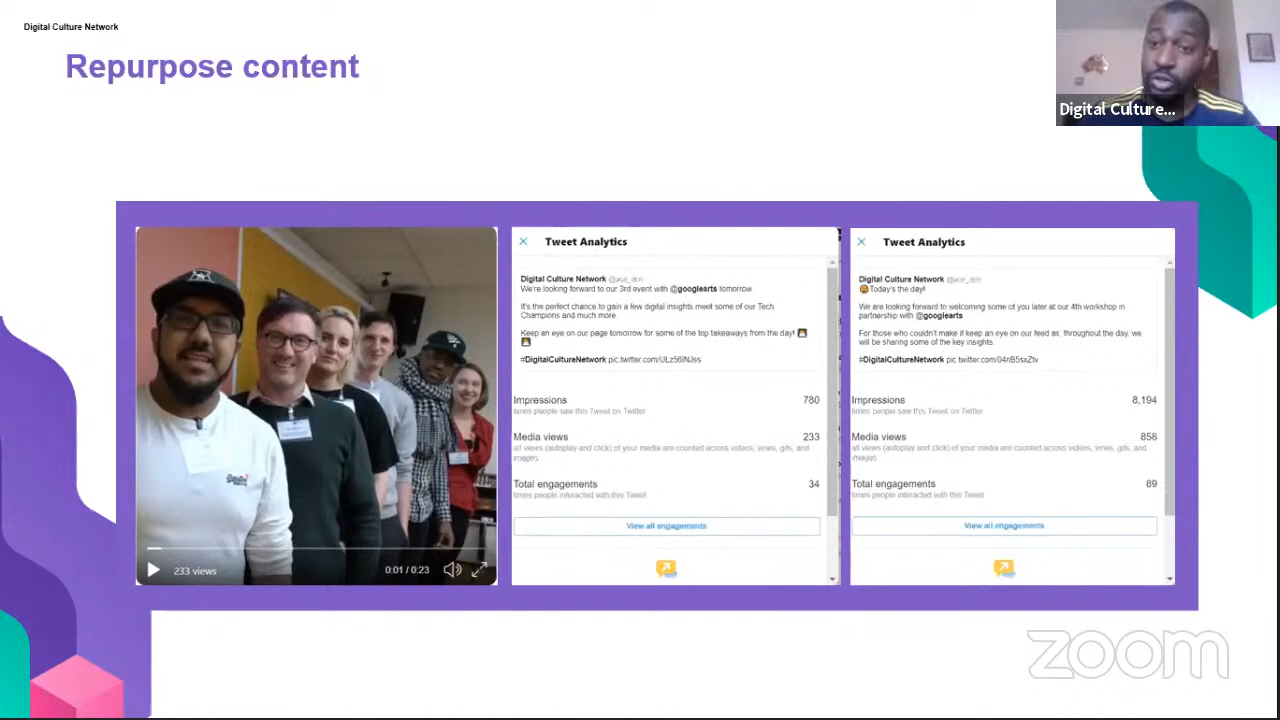 Digital Culture Network
Repurpose content
Digital Culture...
Tweet Analytics
Digital Culture Network @ace_dcn
We're looking forward to our 3rd event with @googlearts tomorrow
It's the perfect chance to gain a few digital insights meet some of our Tech
Champions and much more.
Keep an eye on our page tomorrow for some of the top takeaways from the day!
#DigitalCultureNetwork
Impressions 780
times people saw this Tweet on Twitter
Media views 233
all views (autoplay and click) of your media are counted across videos, vines, gifs, and
images
Total engagements 34
times people interacted with this Tweet
View all engagements
Tweet Analytics
Digital Culture Network @ace_dcn
Today's the day!
We are looking forward to welcoming some of you later at our 4th workshop in
partnership with @googlearts
For those who couldn't make it keep an eye on our feed as, throughout the day, we
will be sharing some of the key insights.
#DigitalCultureNetwork
Impressions 8,194
times people saw this Tweet on Twitter
Media views 858
all views (autoplay and click) of your media are counted across videos, vines, gifs, and
images
Total engagements 89
times people interacted with this Tweet
View all engagements
233 views 0:01 / 0:23
zoom